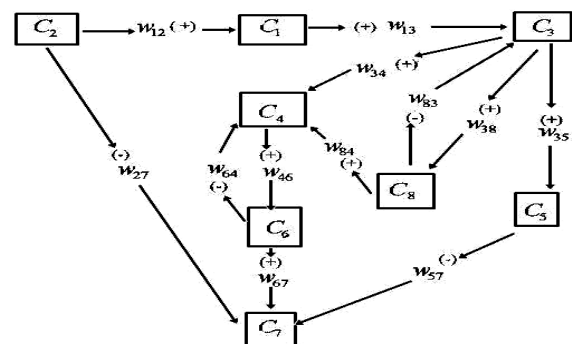 C₂ w₁₂ (+) C₁ (+) w₁₃ C₃
w₃₄ (+)
C₄ w₈₃ (+)
(-) w₃₈ (+)
(-) w₆₄ (+) w₈₄ w₃₅
w₂₇ (-) w₄₆ (+) C₈
C₆ C₅
(+) (-)
w₆₇ w₅₇
C₇